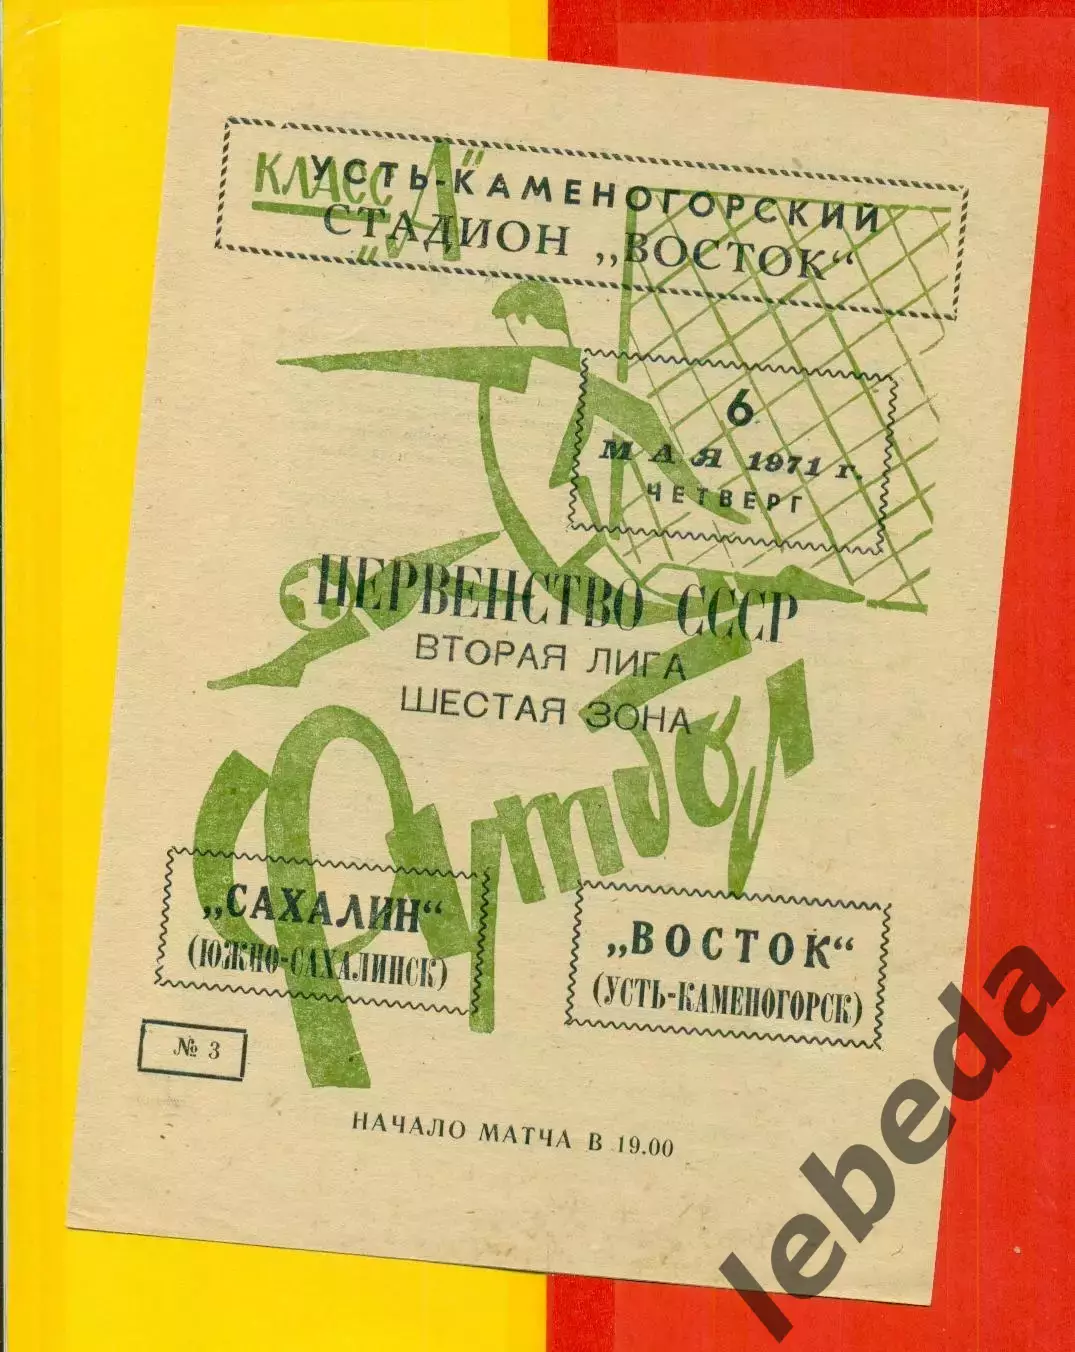 КЛАСС „А“
УСТЬ-КАМЕНОГОРСКИЙ
СТАДИОН „ВОСТОК“
6
МАЯ 1971 г.
ЧЕТВЕРГ
ПЕРВЕНСТВО СССР
ВТОРАЯ ЛИГА
ШЕСТАЯ ЗОНА
Футбол
„САХАЛИН“
(ЮЖНО-САХАЛИНСК)
„ВОСТОК“
(УСТЬ-КАМЕНОГОРСК)
№ 3
НАЧАЛО МАТЧА В 19.00
lebeda